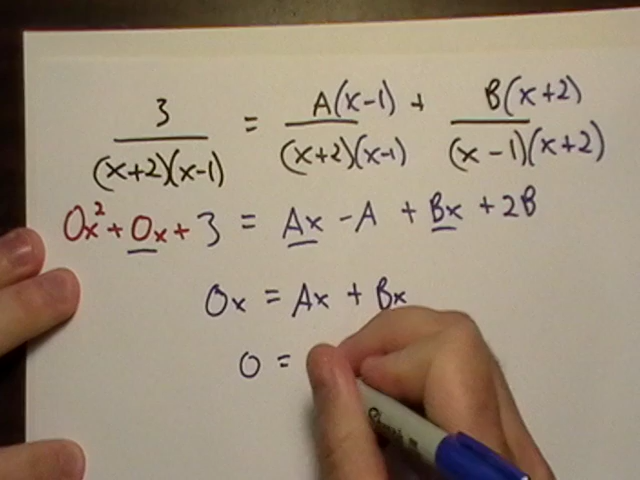 3/((x+2)(x-1)) = A(x-1)/((x+2)(x-1)) + B(x+2)/((x-1)(x+2))
0x² + 0x + 3 = Ax - A + Bx + 2B
0x = Ax + Bx
0 =